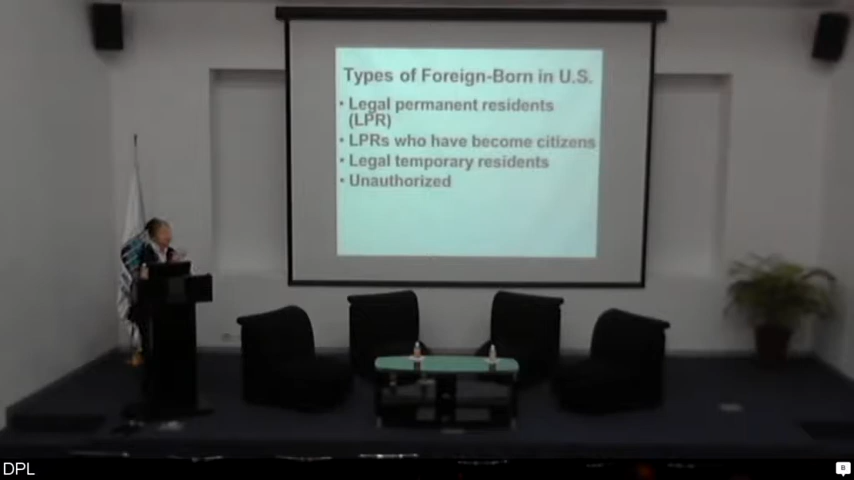 Types of Foreign-Born in U.S.
• Legal permanent residents
(LPR)
• LPRs who have become citizens
• Legal temporary residents
• Unauthorized
DPL
B